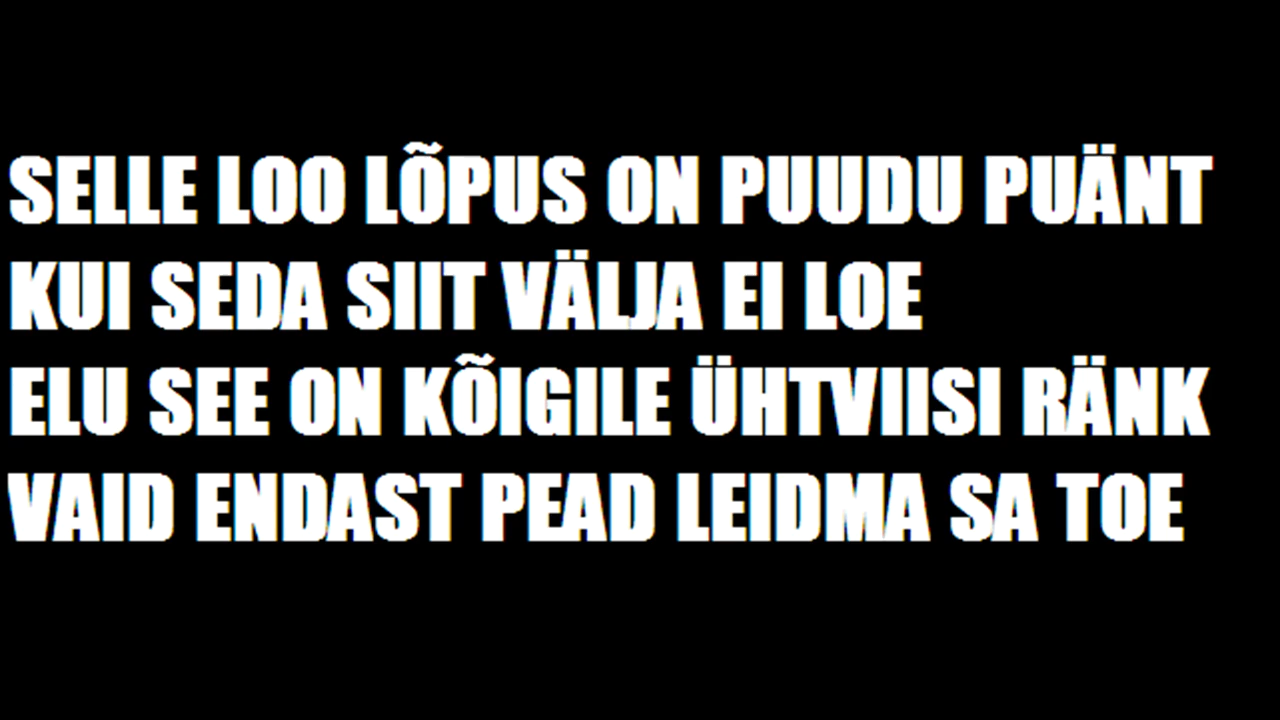 SELLE LOO LÕPUS ON PUUDU PUÄNT
KUI SEDA SIIT VÄLJA EI LOE
ELU SEE ON KÕIGILE ÜHTVIISI RÄNK
VAID ENDAST PEAD LEIDMA SA TOE